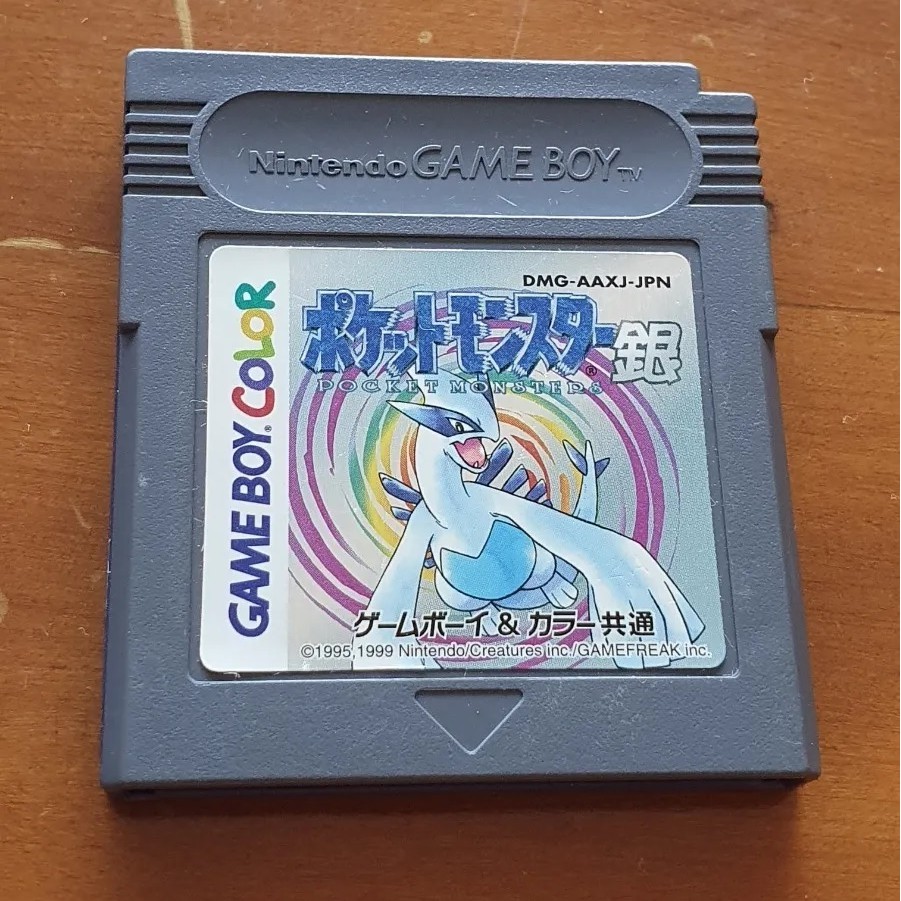 Nintendo GAME BOY TM
DMG-AAXJ-JPN
ポケットモンスター®銀
POCKET MONSTERS
GAME BOY® COLOR
ゲームボーイ & カラー共通
©1995,1999 Nintendo/Creatures inc./GAMEFREAK inc.